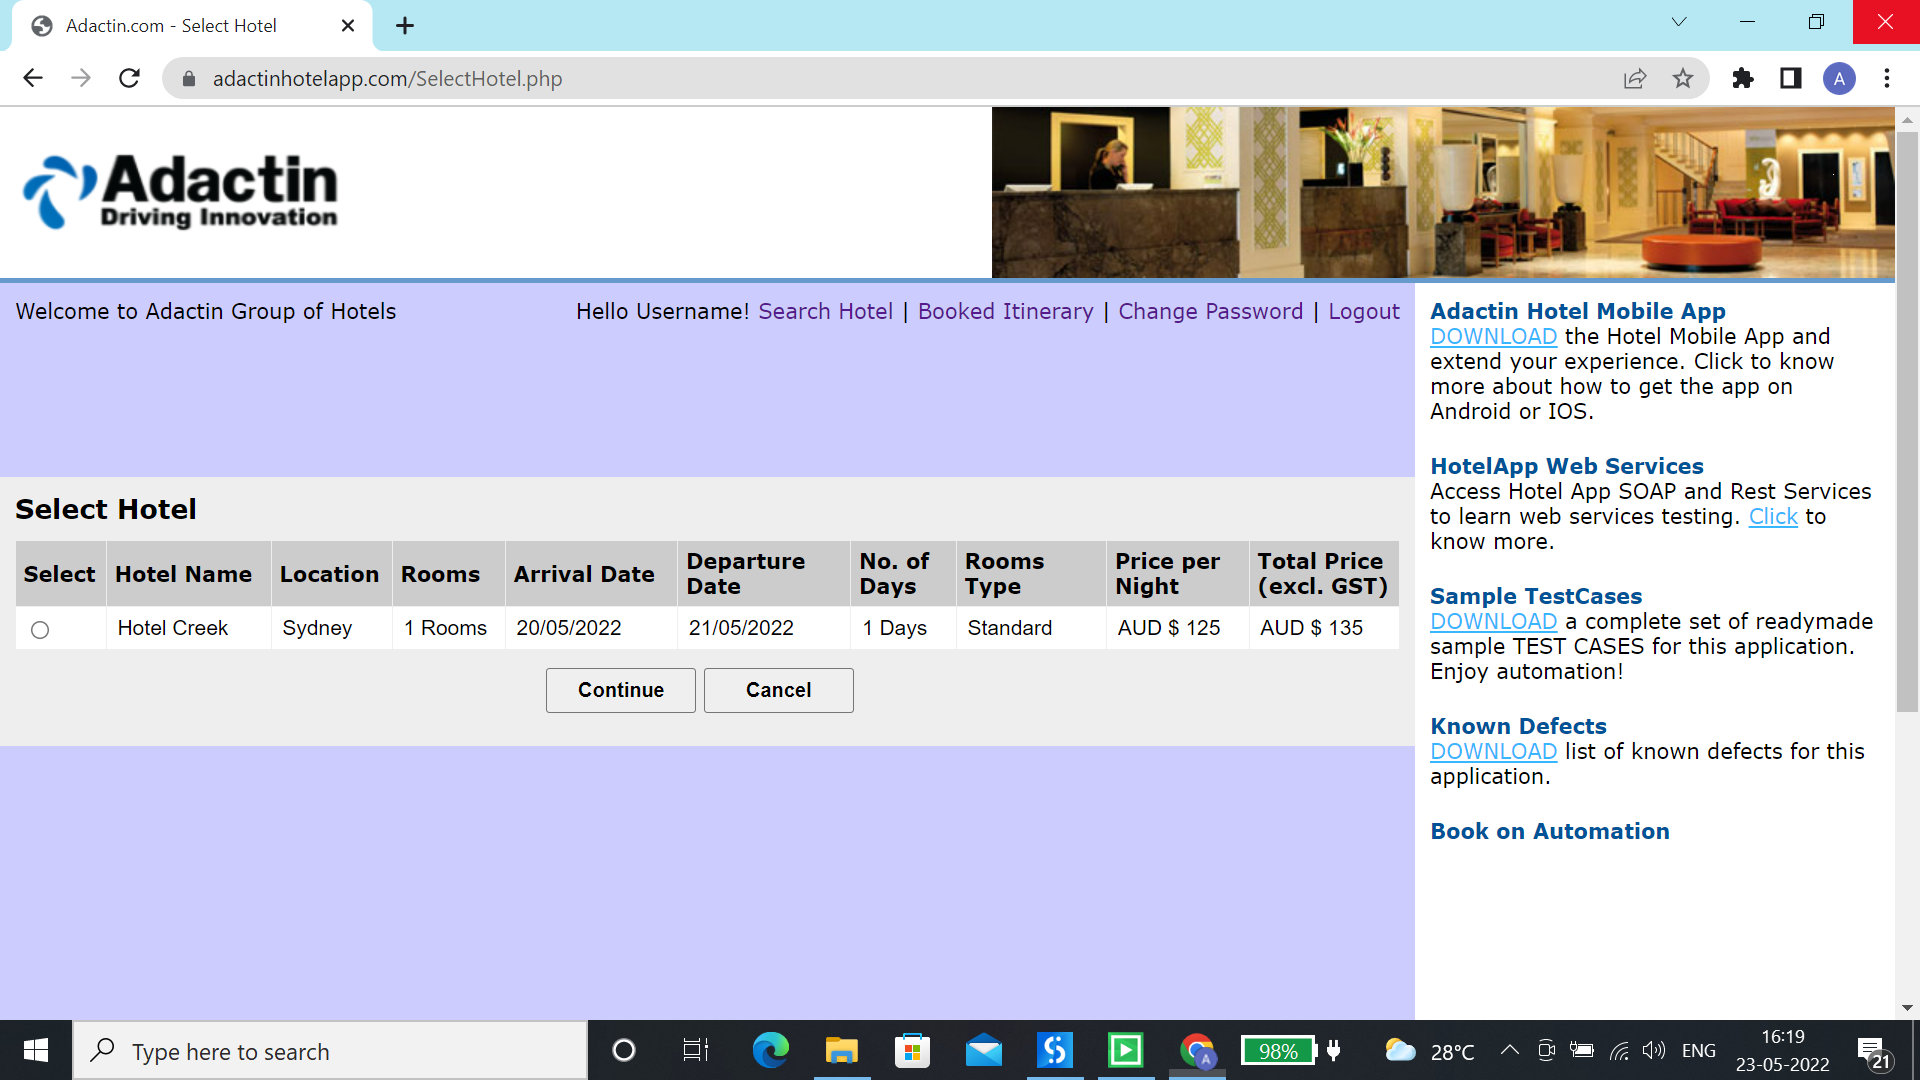 Adactin.com - Select Hotel
adactinhotelapp.com/SelectHotel.php
A
Adactin
Driving Innovation
Welcome to Adactin Group of Hotels
Hello Username! Search Hotel | Booked Itinerary | Change Password | Logout
Select Hotel
Select Hotel Name Location Rooms Arrival Date Departure Date No. of Days Rooms Type Price per Night Total Price (excl. GST)
Hotel Creek Sydney 1 Rooms 20/05/2022 21/05/2022 1 Days Standard AUD $ 125 AUD $ 135
Continue Cancel
Adactin Hotel Mobile App
DOWNLOAD the Hotel Mobile App and
extend your experience. Click to know
more about how to get the app on
Android or IOS.
HotelApp Web Services
Access Hotel App SOAP and Rest Services
to learn web services testing. Click to
know more.
Sample TestCases
DOWNLOAD a complete set of readymade
sample TEST CASES for this application.
Enjoy automation!
Known Defects
DOWNLOAD list of known defects for this
application.
Book on Automation
Type here to search
A
98%
28°C
ENG
16:19
23-05-2022
21